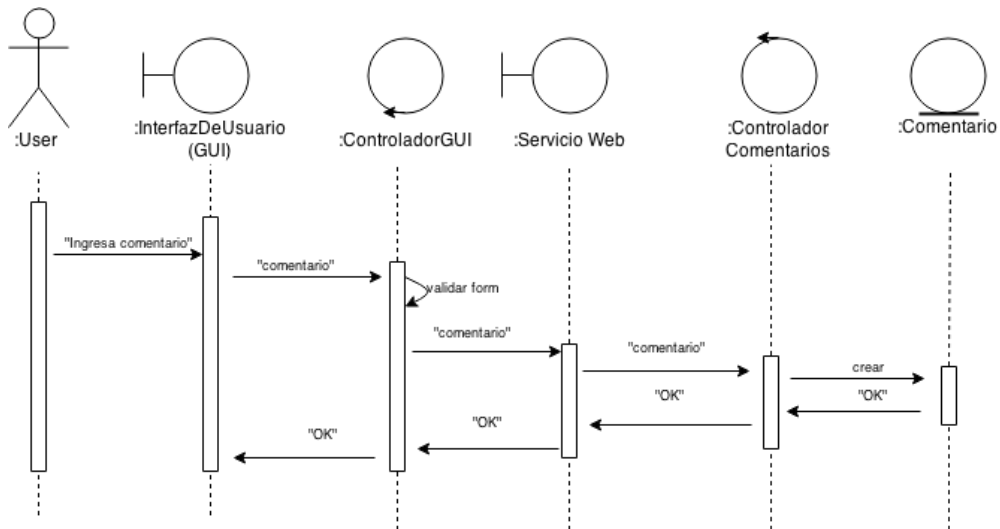 :User
:InterfazDeUsuario
(GUI)
:ControladorGUI
:Servicio Web
:Controlador
Comentarios
:Comentario
"Ingresa comentario"
"comentario"
validar form
"comentario"
"comentario"
crear
"OK"
"OK"
"OK"
"OK"